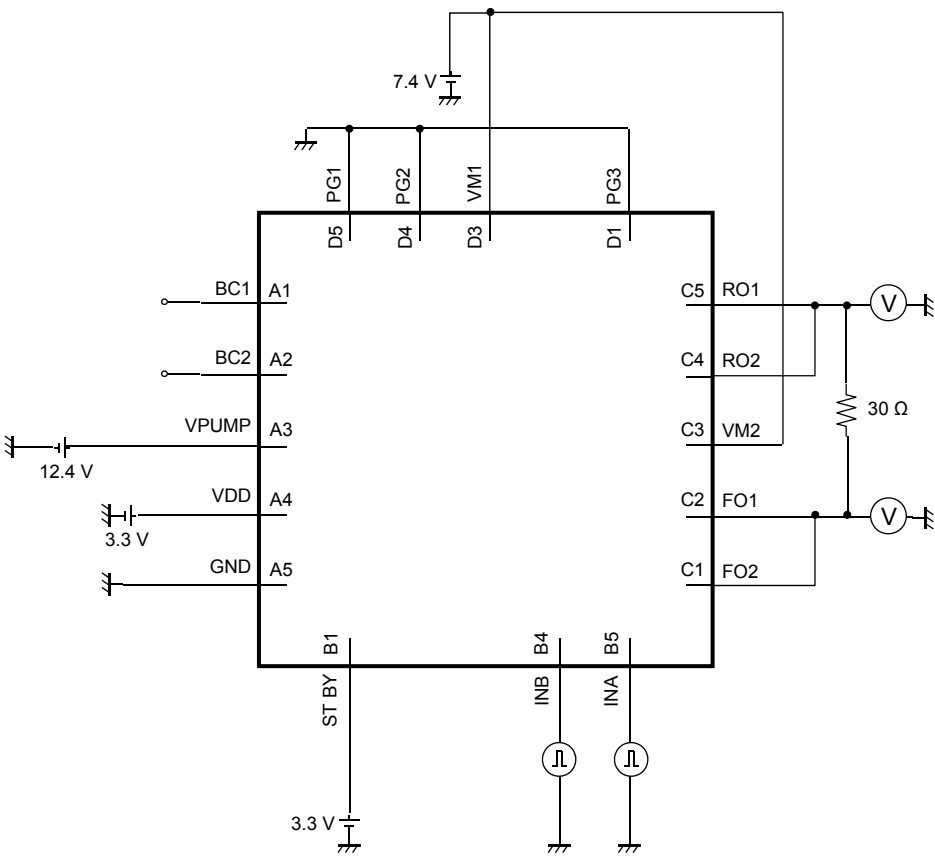 7.4 V
PG1
PG2
VM1
PG3
D5
D4
D3
D1
BC1
A1
BC2
A2
VPUMP
A3
12.4 V
VDD
A4
3.3 V
GND
A5
C5
RO1
V
C4
RO2
30 Ω
C3
VM2
C2
FO1
V
C1
FO2
B1
B4
B5
ST BY
INB
INA
3.3 V